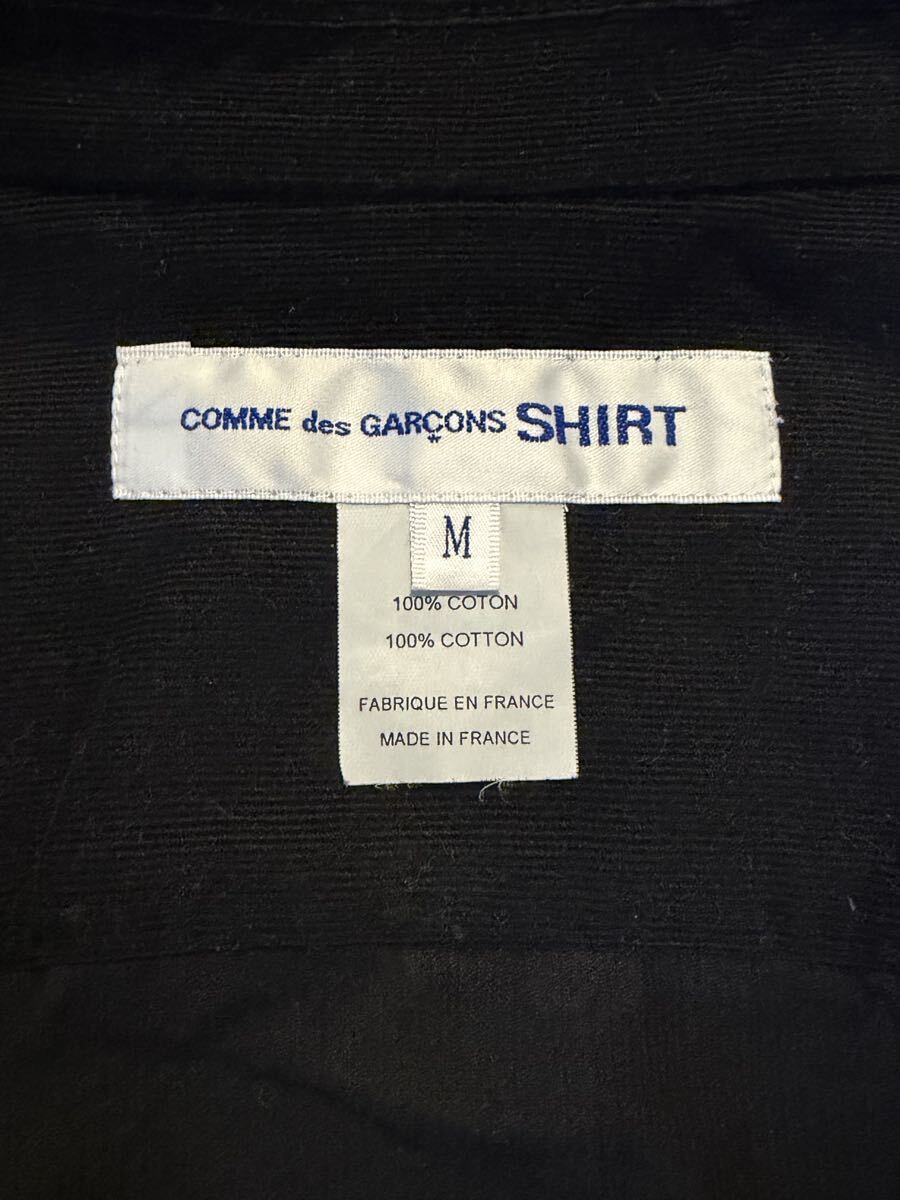 COMME des GARÇONS SHIRT
M
100% COTON
100% COTTON
FABRIQUE EN FRANCE
MADE IN FRANCE